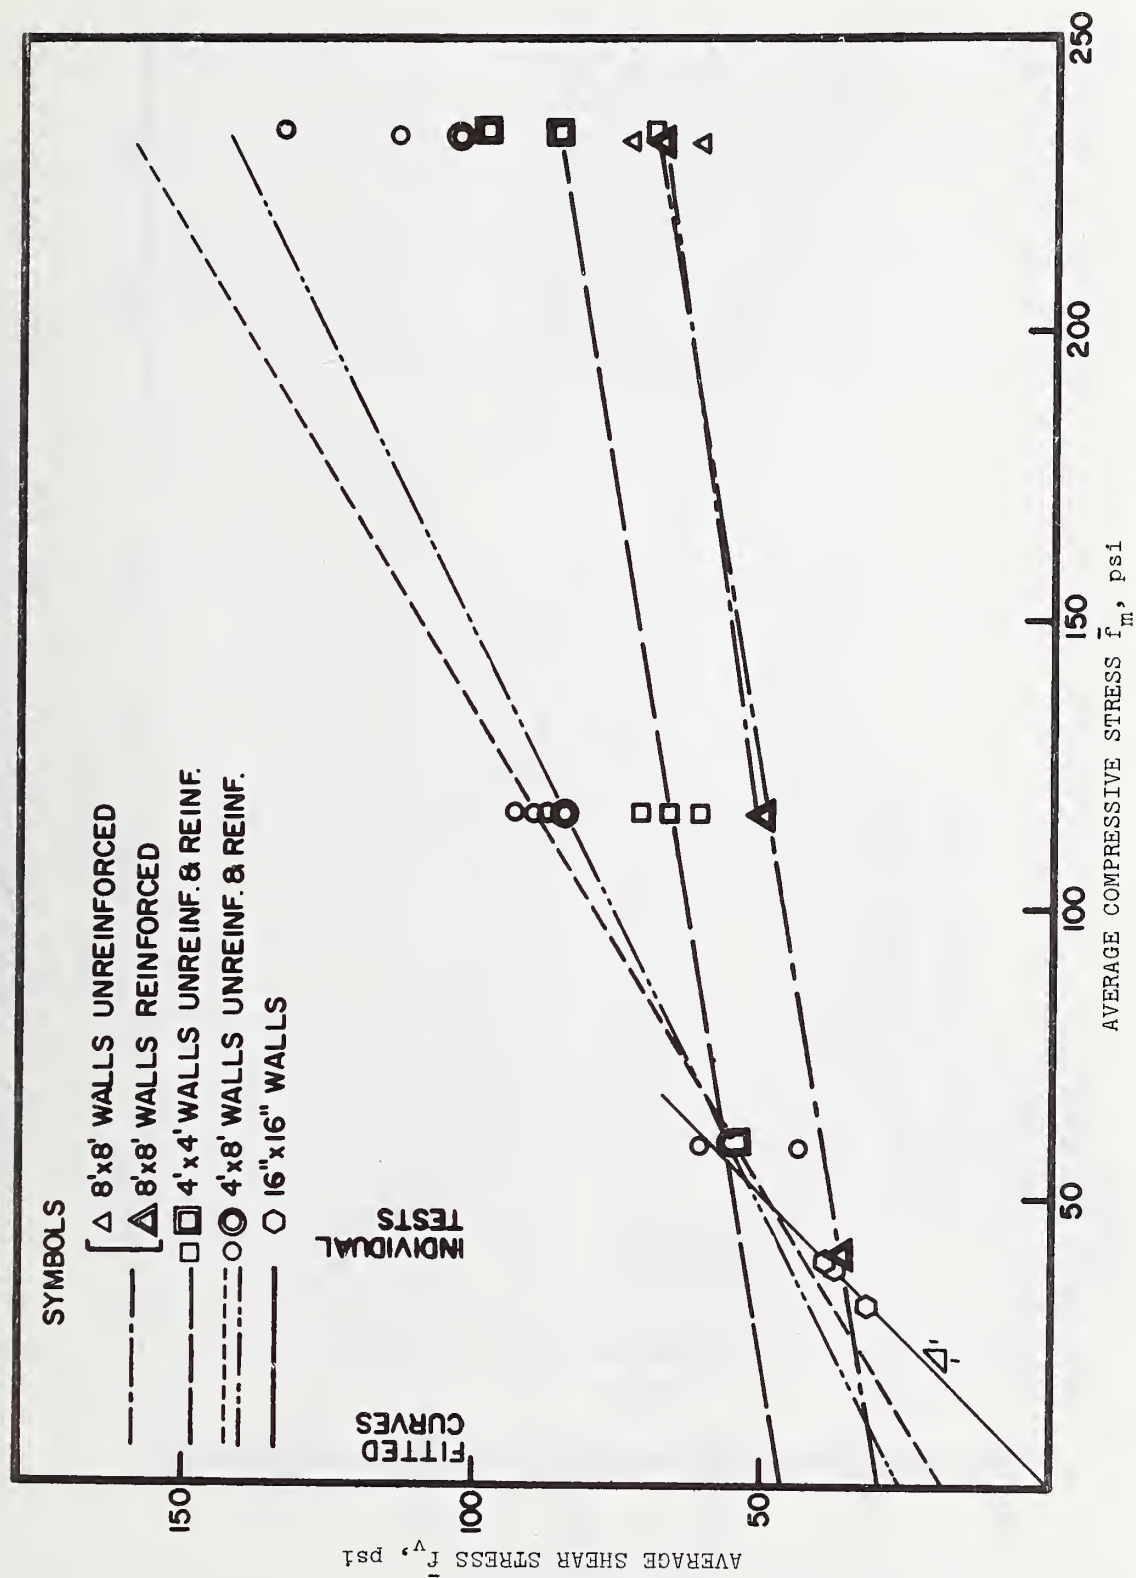 SYMBOLS
8'x8' WALLS UNREINFORCED
8'x8' WALLS REINFORCED
4'x4' WALLS UNREINF. & REINF.
4'x8' WALLS UNREINF. & REINF.
16"x16" WALLS
FITTED
CURVES
INDIVIDUAL
TESTS
150
100
50
AVERAGE SHEAR STRESS f̄v, psi
50
100
150
200
250
AVERAGE COMPRESSIVE STRESS f̄m, psi